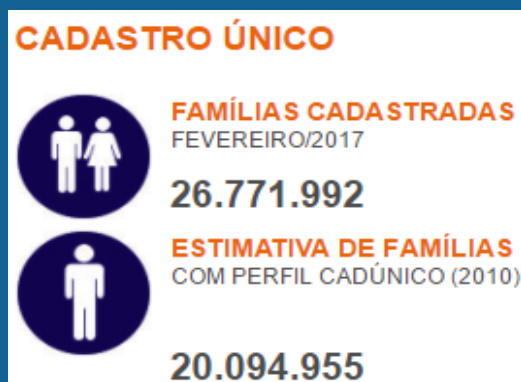 CADASTRO ÚNICO
FAMÍLIAS CADASTRADAS
FEVEREIRO/2017
26.771.992
ESTIMATIVA DE FAMÍLIAS
COM PERFIL CADÚNICO (2010)
20.094.955